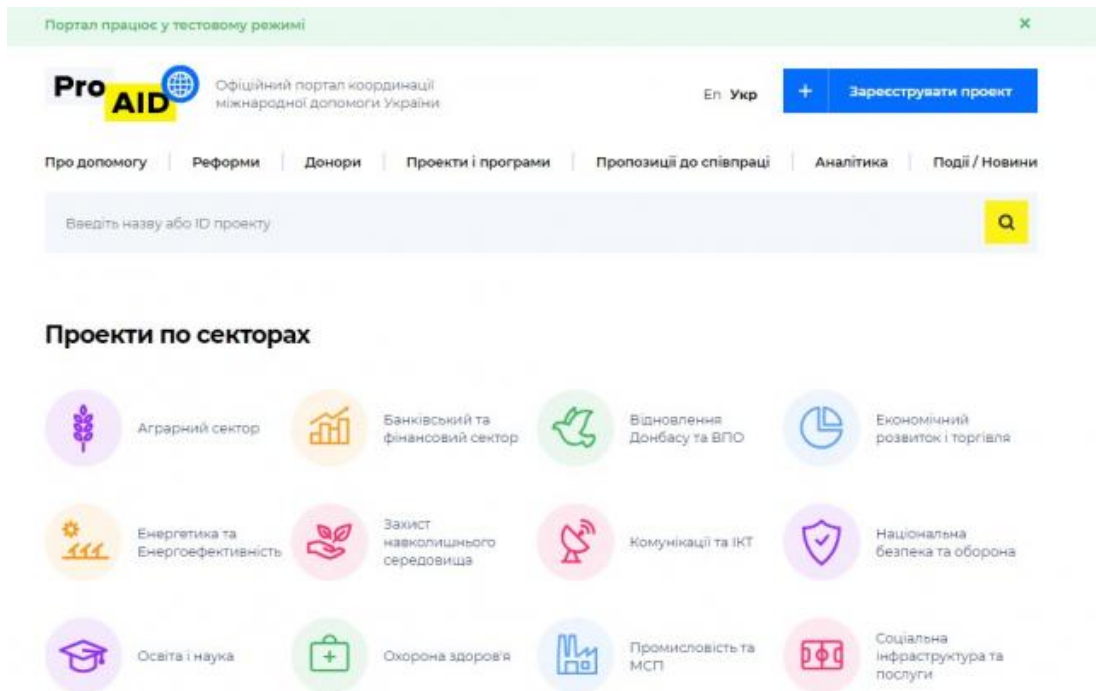 Портал працює у тестовому режимі
×
Pro
AID
Офіційний портал координації
міжнародної допомоги України
En Укр
+ Зареєструвати проект
Про допомогу Реформи Донори Проекти і програми Пропозиції до співпраці Аналітика Події / Новини
Введіть назву або ID проекту
Проекти по секторах
Аграрний сектор
Банківський та
фінансовий сектор
Відновлення
Донбасу та ВПО
Економічний
розвиток і торгівля
Енергетика та
Енергоефективність
Захист
навколишнього
середовища
Комунікації та ІКТ
Національна
безпека та оборона
Освіта і наука
Охорона здоров'я
Промисловість та
МСП
Соціальна
інфраструктура та
послуги